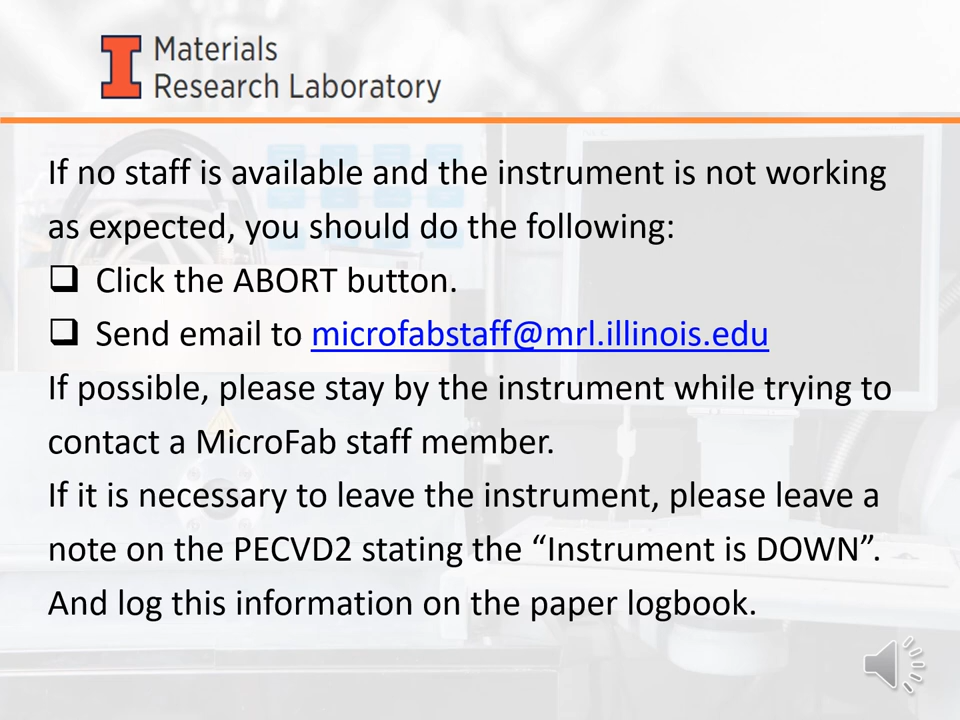 Materials
Research Laboratory
If no staff is available and the instrument is not working
as expected, you should do the following:
❑ Click the ABORT button.
❑ Send email to microfabstaff@mrl.illinois.edu
If possible, please stay by the instrument while trying to
contact a MicroFab staff member.
If it is necessary to leave the instrument, please leave a
note on the PECVD2 stating the “Instrument is DOWN”.
And log this information on the paper logbook.